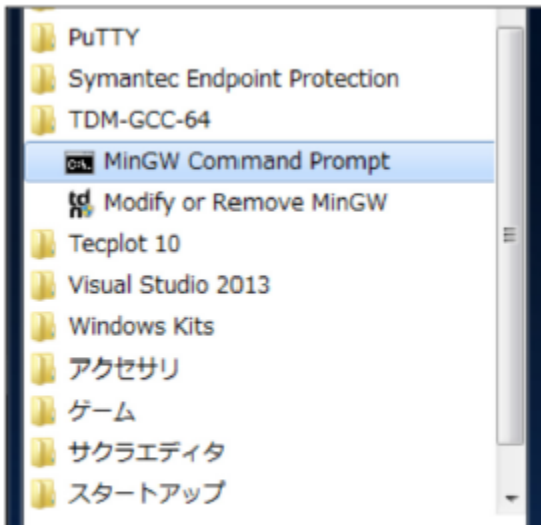 PuTTY
Symantec Endpoint Protection
TDM-GCC-64
MinGW Command Prompt
Modify or Remove MinGW
Tecplot 10
Visual Studio 2013
Windows Kits
アクセサリ
ゲーム
サクラエディタ
スタートアップ